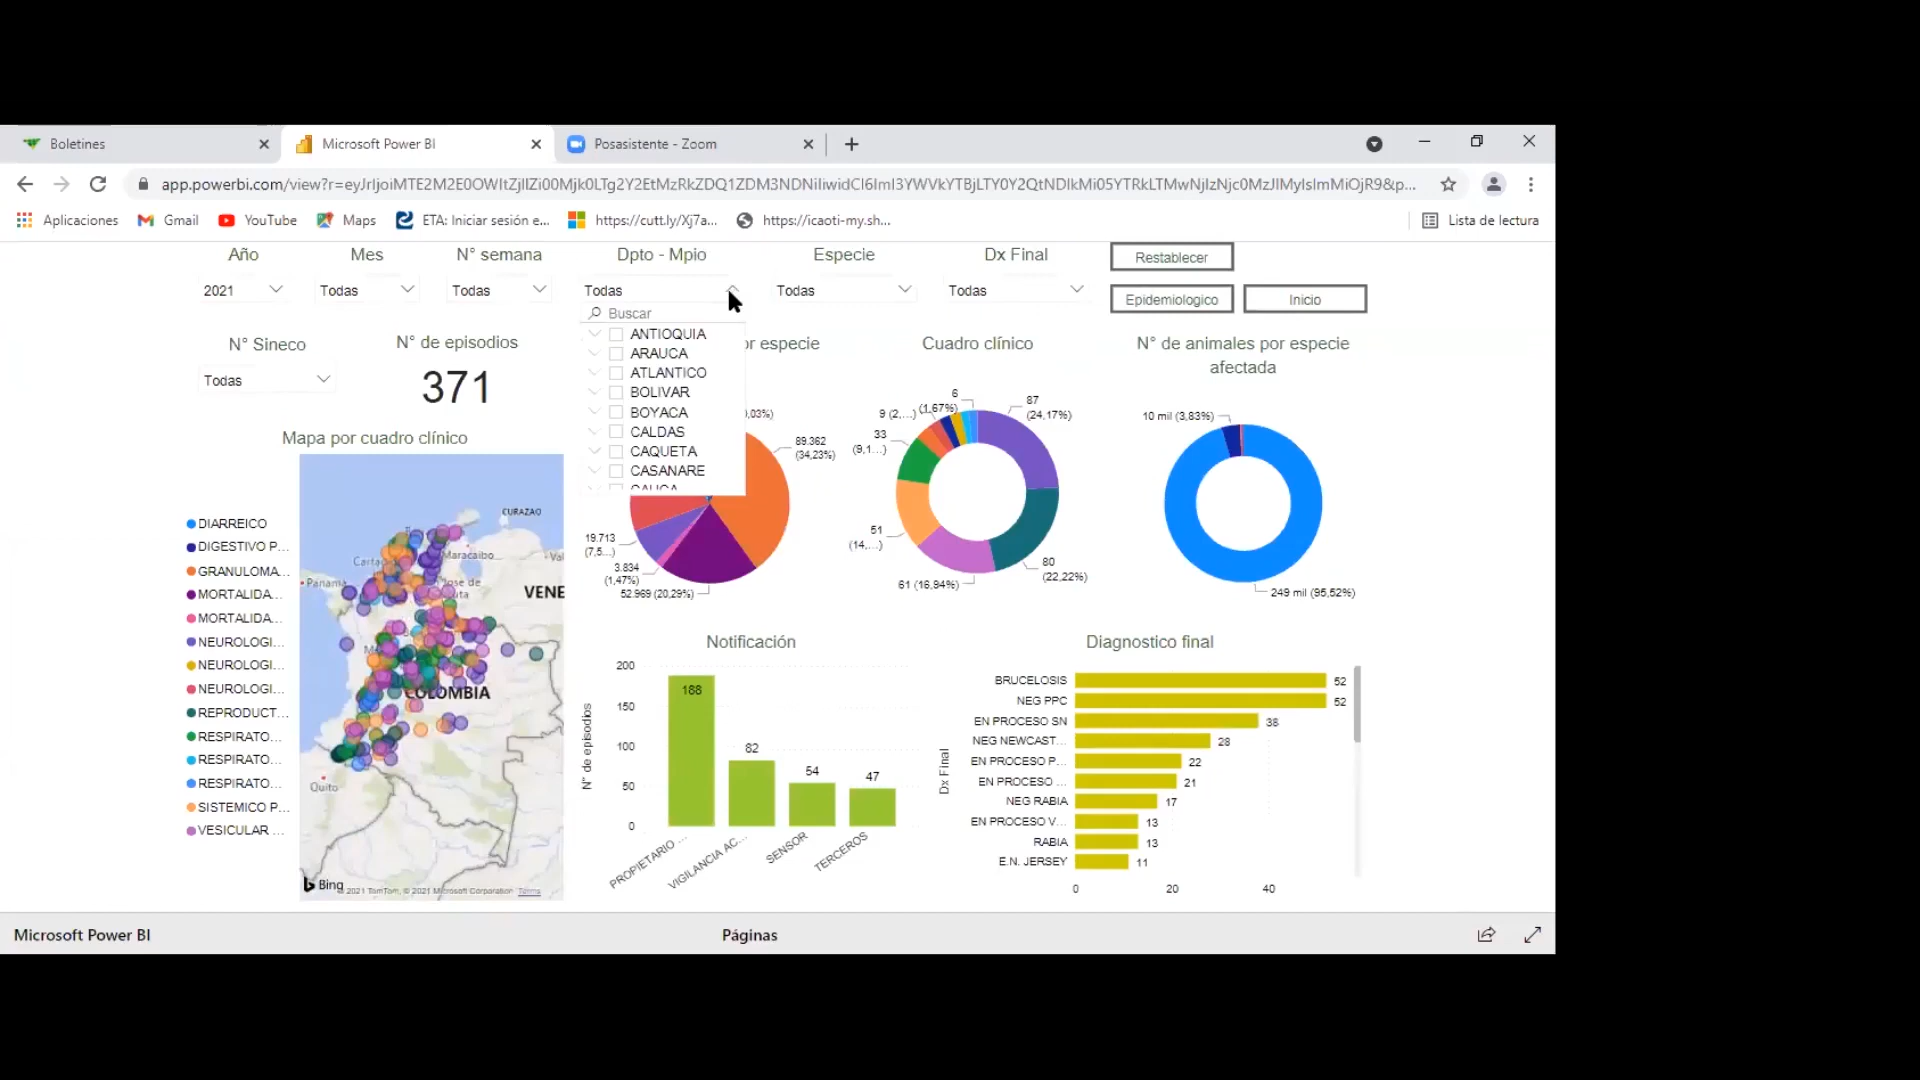 Boletines
Microsoft Power BI
Posasistente - Zoom
Aplicaciones
Gmail
YouTube
Maps
ETA: Iniciar sesión e...
https://cutt.ly/Xj7a...
https://icaoti-my.sh...
Lista de lectura
Año
Mes
N° semana
Dpto - Mpio
Especie
Dx Final
Restablecer
2021
Todas
Todas
Todas
Todas
Todas
Epidemiologico
Inicio
Buscar
ANTIOQUIA
ARAUCA
ATLANTICO
BOLIVAR
BOYACA
CALDAS
CAQUETA
CASANARE
CAUCA
N° Sineco
Todas
N° de episodios
371
or especie
89.362
(34,23%)
19.713
(7,5...)
3.834
(1,47%)
52.969 (20,29%)
Cuadro clínico
6
(1,67%)
9 (2,...)
33
(9,1...)
51
(14,...)
61 (16,94%)
80
(22,22%)
87
(24,17%)
N° de animales por especie
afectada
10 mil (3,83%)
249 mil (95,52%)
Mapa por cuadro clínico
DIARREICO
DIGESTIVO P...
GRANULOMA...
MORTALIDA...
MORTALIDA...
NEUROLOGI...
NEUROLOGI...
NEUROLOGI...
REPRODUCT...
RESPIRATO...
RESPIRATO...
RESPIRATO...
SISTEMICO P...
VESICULAR ...
CURAZAO
Maracaibo
Panamá
VENE
COLOMBIA
Quito
Bing
© 2021 TomTom, © 2021 Microsoft Corporation Terms
Notificación
N° de episodios
200
150
100
50
0
188
82
54
47
PROPIETARIO ...
VIGILANCIA AC...
SENSOR
TERCEROS
Diagnostico final
Dx Final
BRUCELOSIS 52
NEG PPC 52
EN PROCESO SN 38
NEG NEWCAST... 28
EN PROCESO P... 22
EN PROCESO ... 21
NEG RABIA 17
EN PROCESO V... 13
RABIA 13
E.N. JERSEY 11
0 20 40
Microsoft Power BI
Páginas